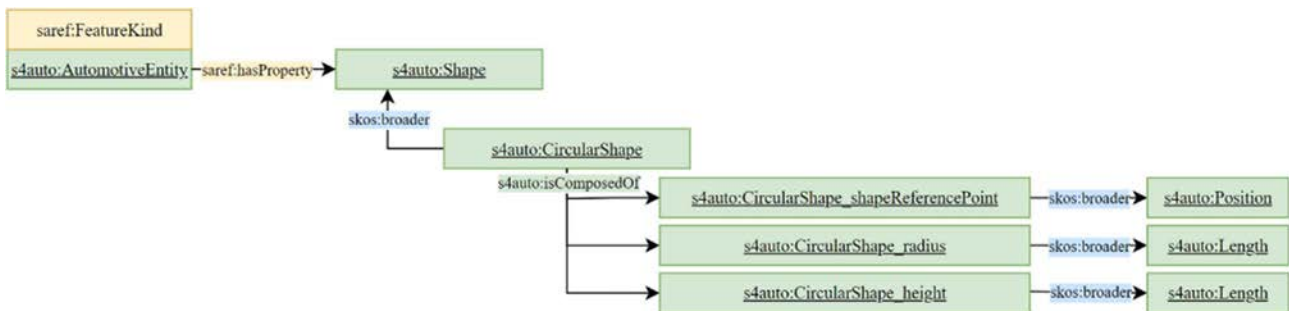 saref:FeatureKind
s4auto:AutomotiveEntity saref:hasProperty s4auto:Shape
skos:broader
s4auto:CircularShape
s4auto:isComposedOf
s4auto:CircularShape_shapeReferencePoint skos:broader s4auto:Position
s4auto:CircularShape_radius skos:broader s4auto:Length
s4auto:CircularShape_height skos:broader s4auto:Length